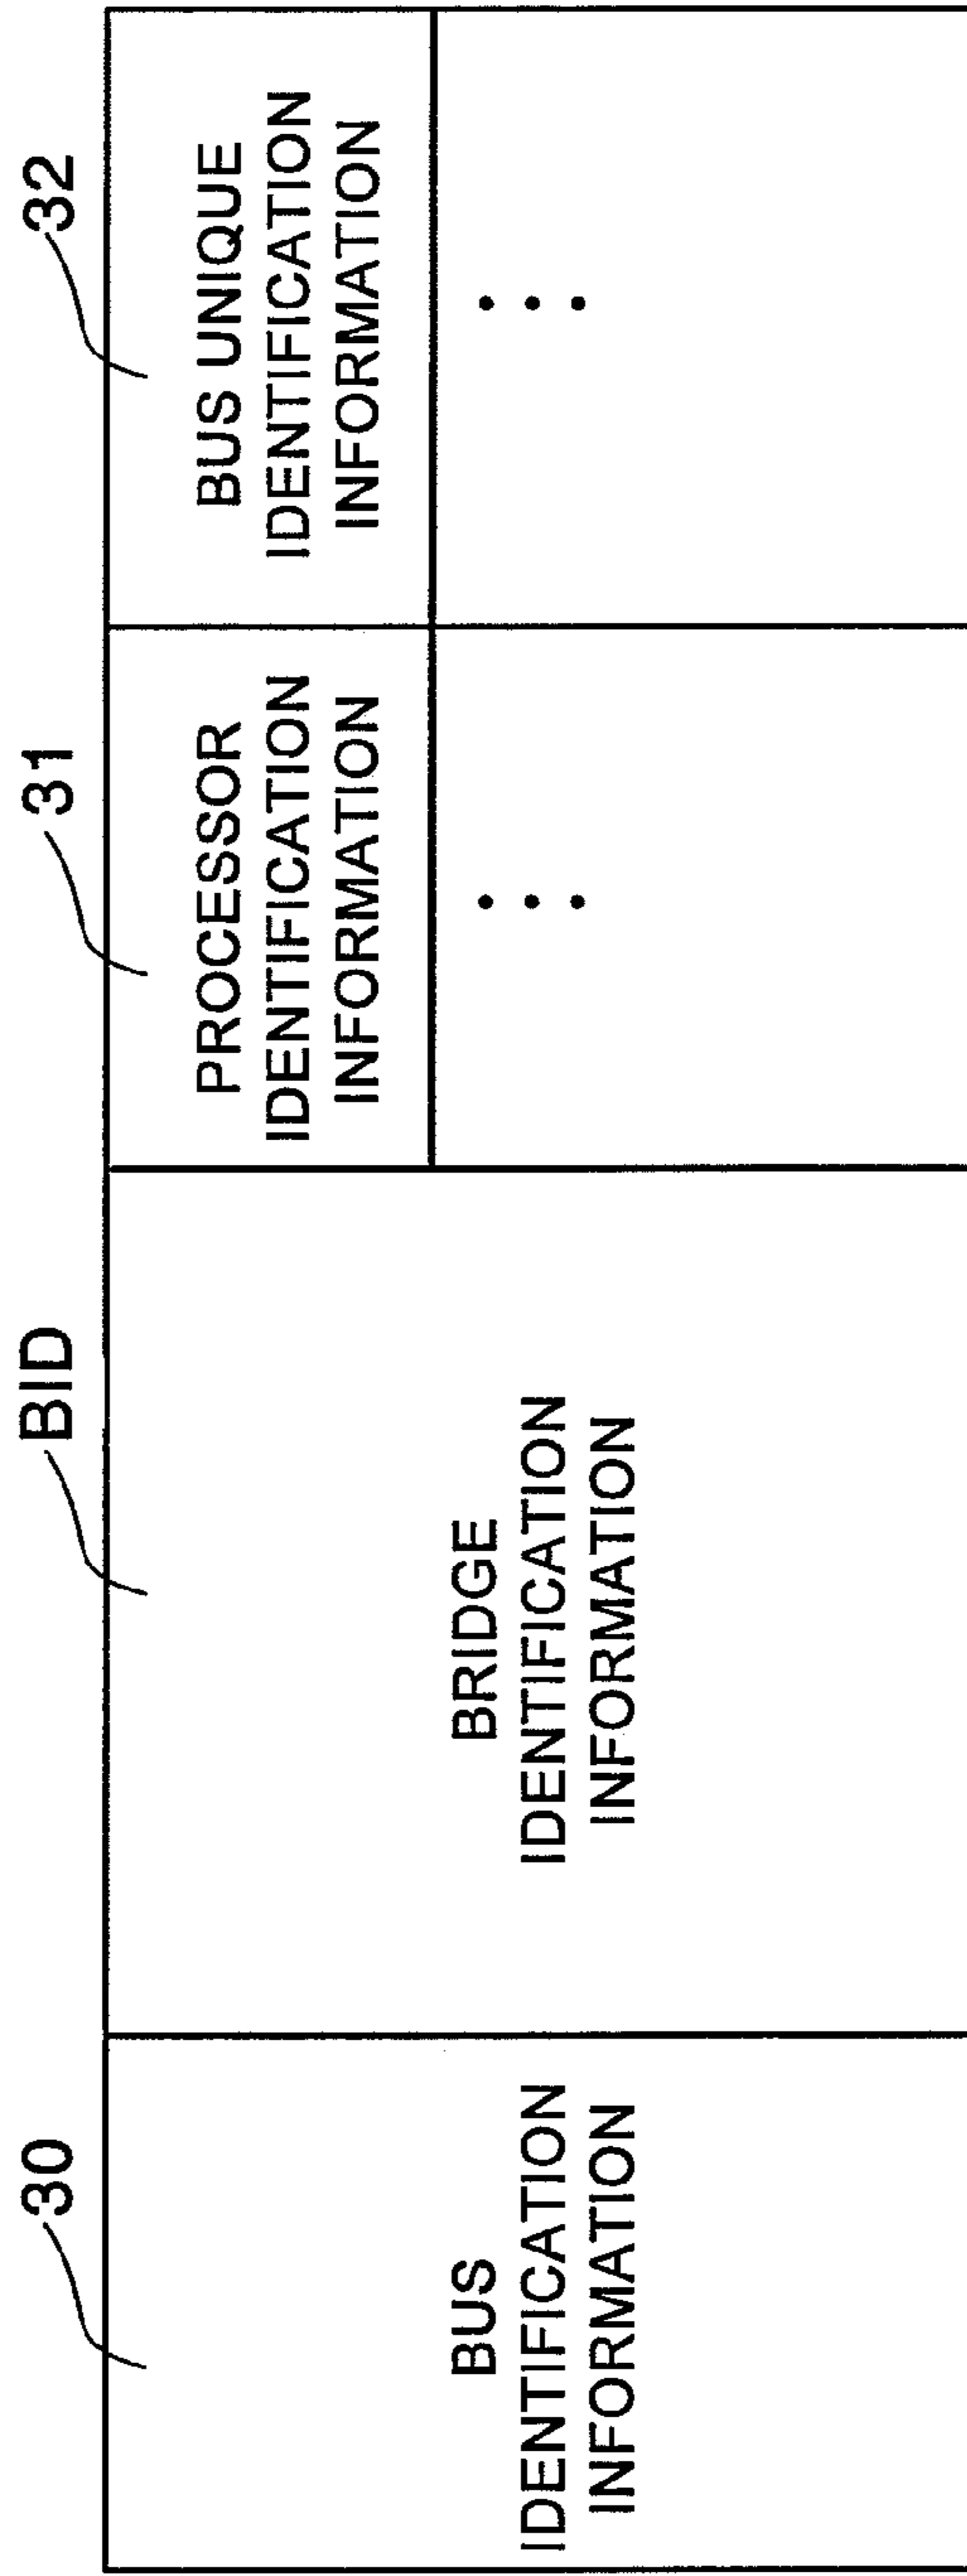 30
BID
31
32
BUS
IDENTIFICATION
INFORMATION
BRIDGE
IDENTIFICATION
INFORMATION
PROCESSOR
IDENTIFICATION
INFORMATION
BUS UNIQUE
IDENTIFICATION
INFORMATION